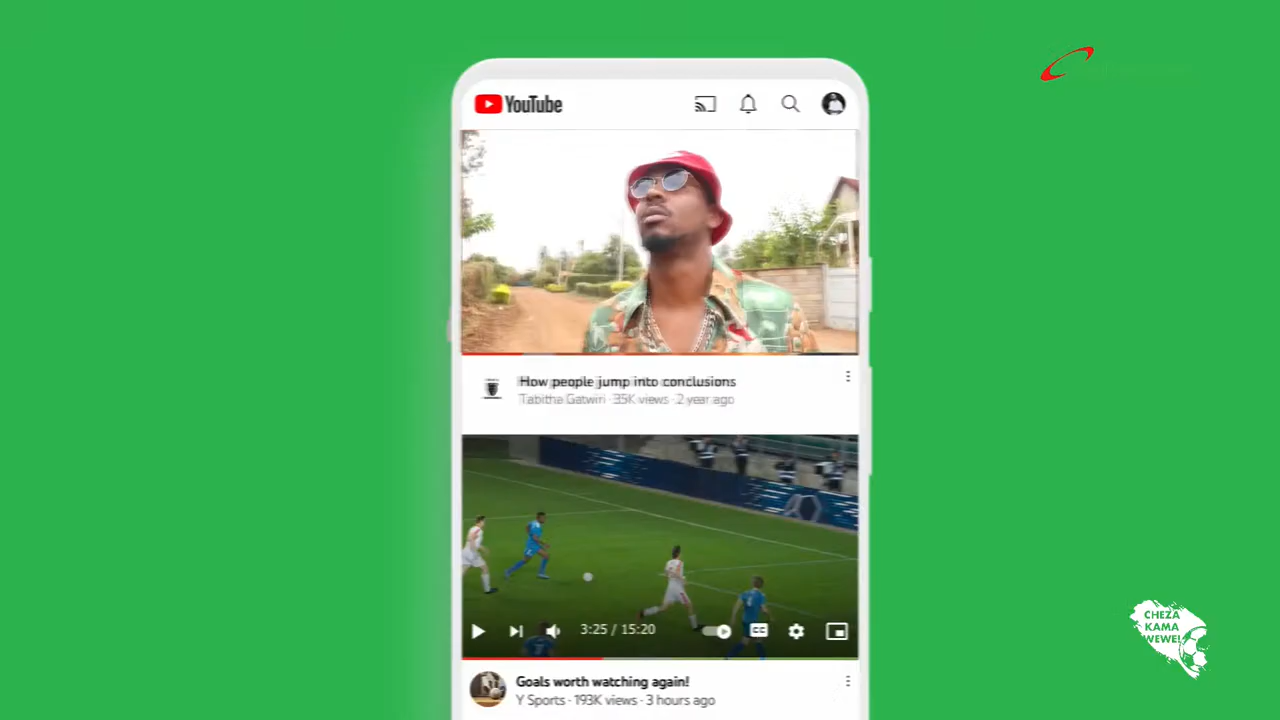 YouTube
How people jump into conclusions
Tabitha Gatwiri · 35K views · 2 year ago
3:25 / 15:20
CC
Goals worth watching again!
Y Sports · 193K views · 3 hours ago
CHEZA
KAMA
WEWE!